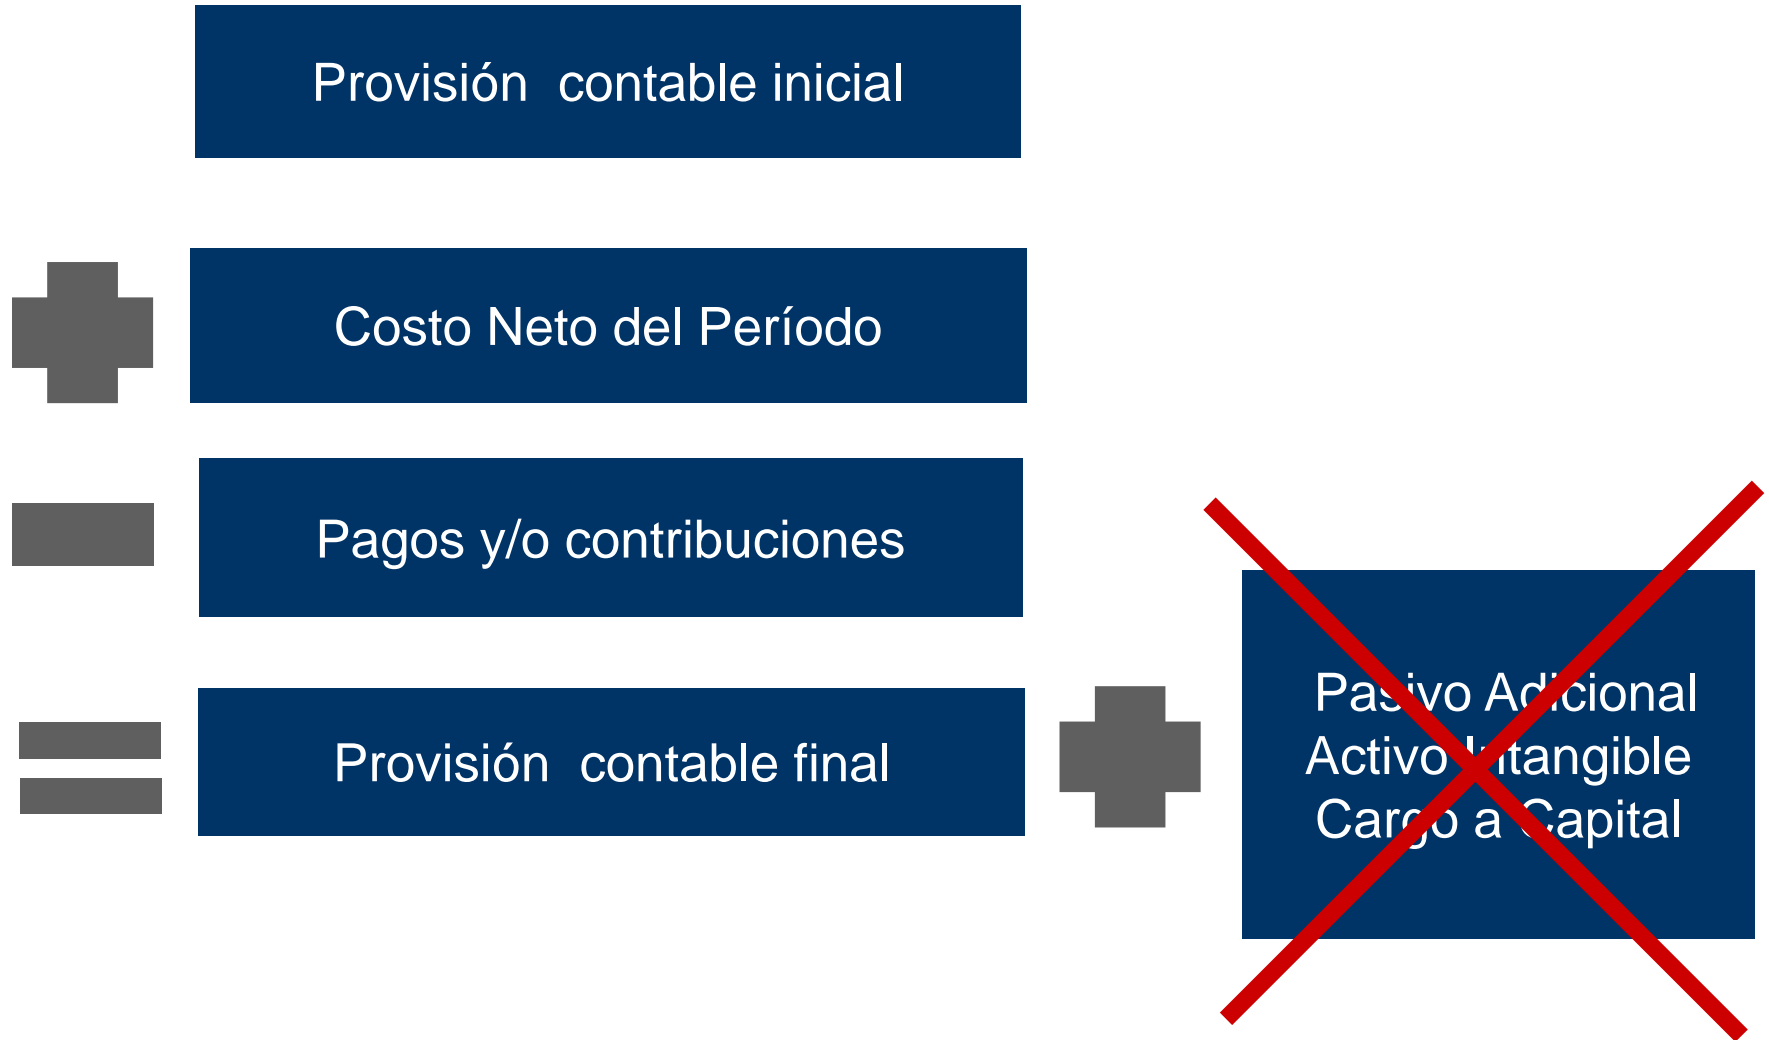 Provisión contable inicial
Costo Neto del Período
Pagos y/o contribuciones
Provisión contable final
Pasivo Adicional
Activo Intangible
Cargo a Capital